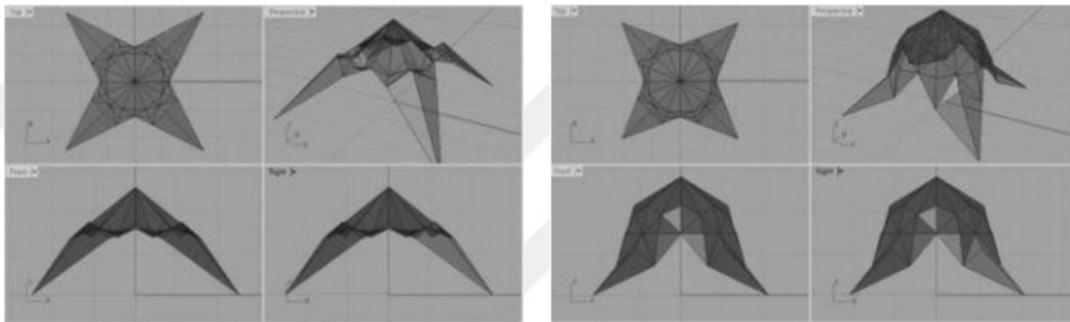 Top
Perspective
Top
Perspective
Front
Right
Front
Right